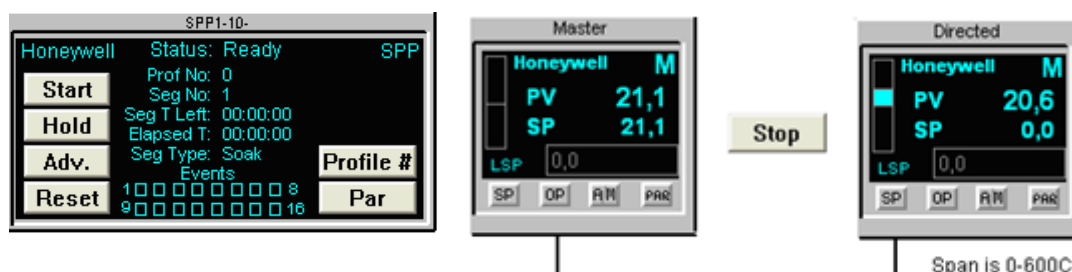 SPP1-10-
Honeywell Status: Ready SPP
Prof No: 0
Seg No: 1
Seg T Left: 00:00:00
Elapsed T: 00:00:00
Seg Type: Soak
Events
1 8
9 16
Start
Hold
Adv.
Reset
Profile #
Par
Master
Honeywell M
PV 21,1
SP 21,1
LSP 0,0
SP OP AM PAR
Stop
Directed
Honeywell M
PV 20,6
SP 0,0
LSP 0,0
SP OP AM PAR
Span is 0-600C